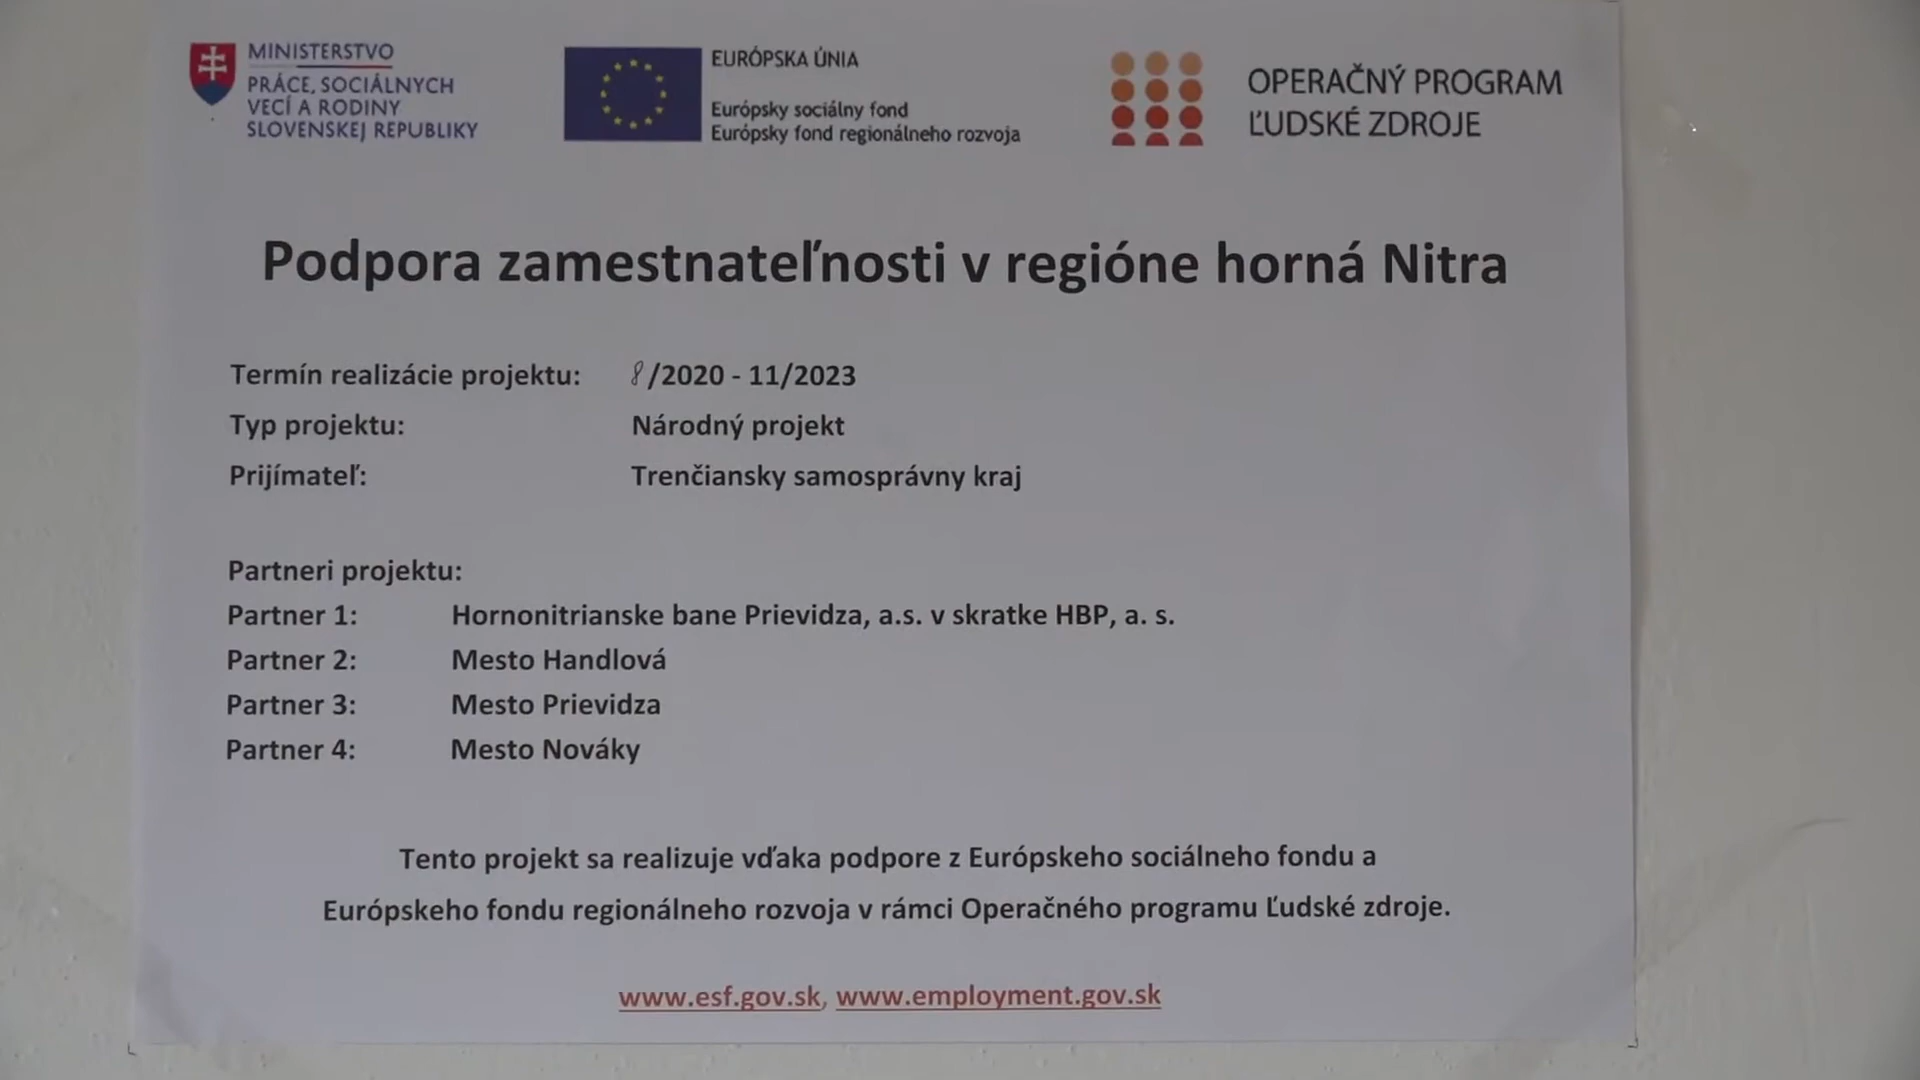 MINISTERSTVO
PRÁCE, SOCIÁLNYCH
VECÍ A RODINY
SLOVENSKEJ REPUBLIKY
EURÓPSKA ÚNIA
Európsky sociálny fond
Európsky fond regionálneho rozvoja
OPERAČNÝ PROGRAM
ĽUDSKÉ ZDROJE
Podpora zamestnateľnosti v regióne horná Nitra
Termín realizácie projektu: 8/2020 - 11/2023
Typ projektu: Národný projekt
Prijímateľ: Trenčiansky samosprávny kraj
Partneri projektu:
Partner 1: Hornonitrianske bane Prievidza, a.s. v skratke HBP, a. s.
Partner 2: Mesto Handlová
Partner 3: Mesto Prievidza
Partner 4: Mesto Nováky
Tento projekt sa realizuje vďaka podpore z Európskeho sociálneho fondu a
Európskeho fondu regionálneho rozvoja v rámci Operačného programu Ľudské zdroje.
www.esf.gov.sk, www.employment.gov.sk